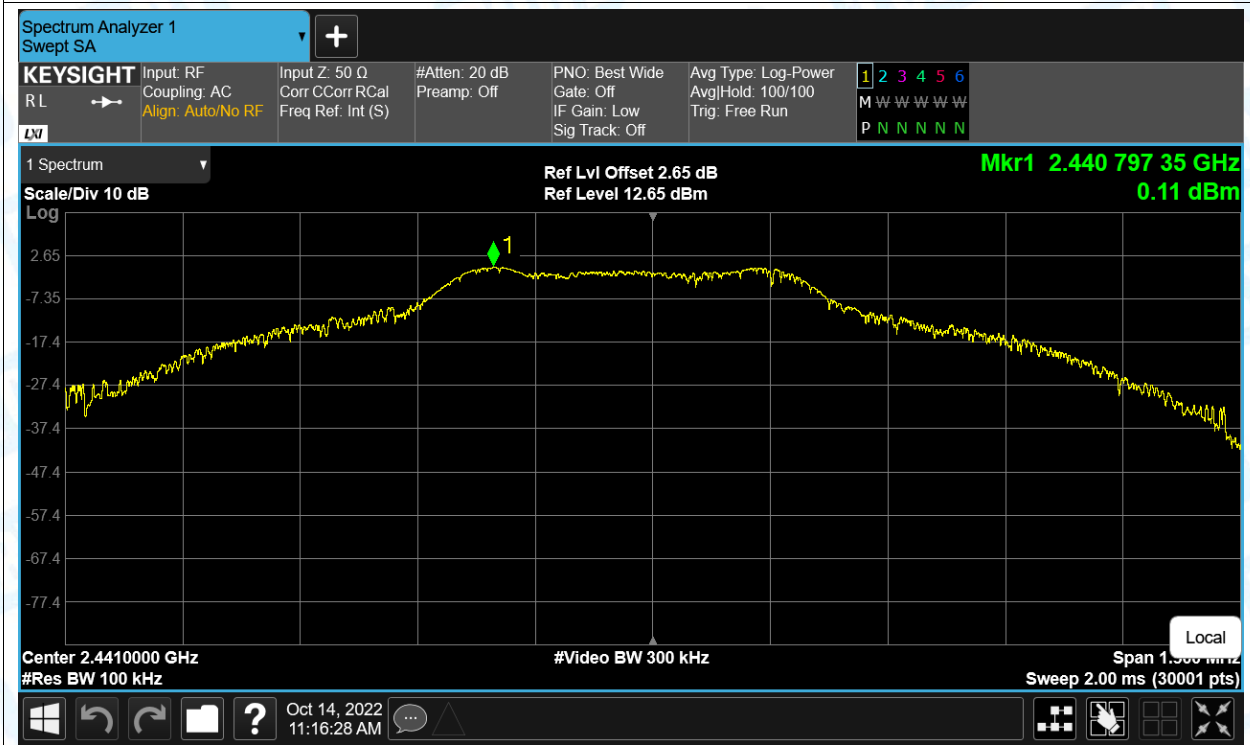 Spectrum Analyzer 1
Swept SA
KEYSIGHT
R L
LXI
Input: RF
Coupling: AC
Align: Auto/No RF
Input Z: 50 Ω
Corr CCorr RCal
Freq Ref: Int (S)
#Atten: 20 dB
Preamp: Off
PNO: Best Wide
Gate: Off
IF Gain: Low
Sig Track: Off
Avg Type: Log-Power
Avg|Hold: 100/100
Trig: Free Run
1 2 3 4 5 6
M W W W W W
P N N N N N
1 Spectrum
Scale/Div 10 dB
Log
Ref Lvl Offset 2.65 dB
Ref Level 12.65 dBm
Mkr1 2.440 797 35 GHz
0.11 dBm
1
2.65
-7.35
-17.4
-27.4
-37.4
-47.4
-57.4
-67.4
-77.4
Local
Center 2.4410000 GHz
#Video BW 300 kHz
Span
#Res BW 100 kHz
Sweep 2.00 ms (30001 pts)
?
Oct 14, 2022
11:16:28 AM